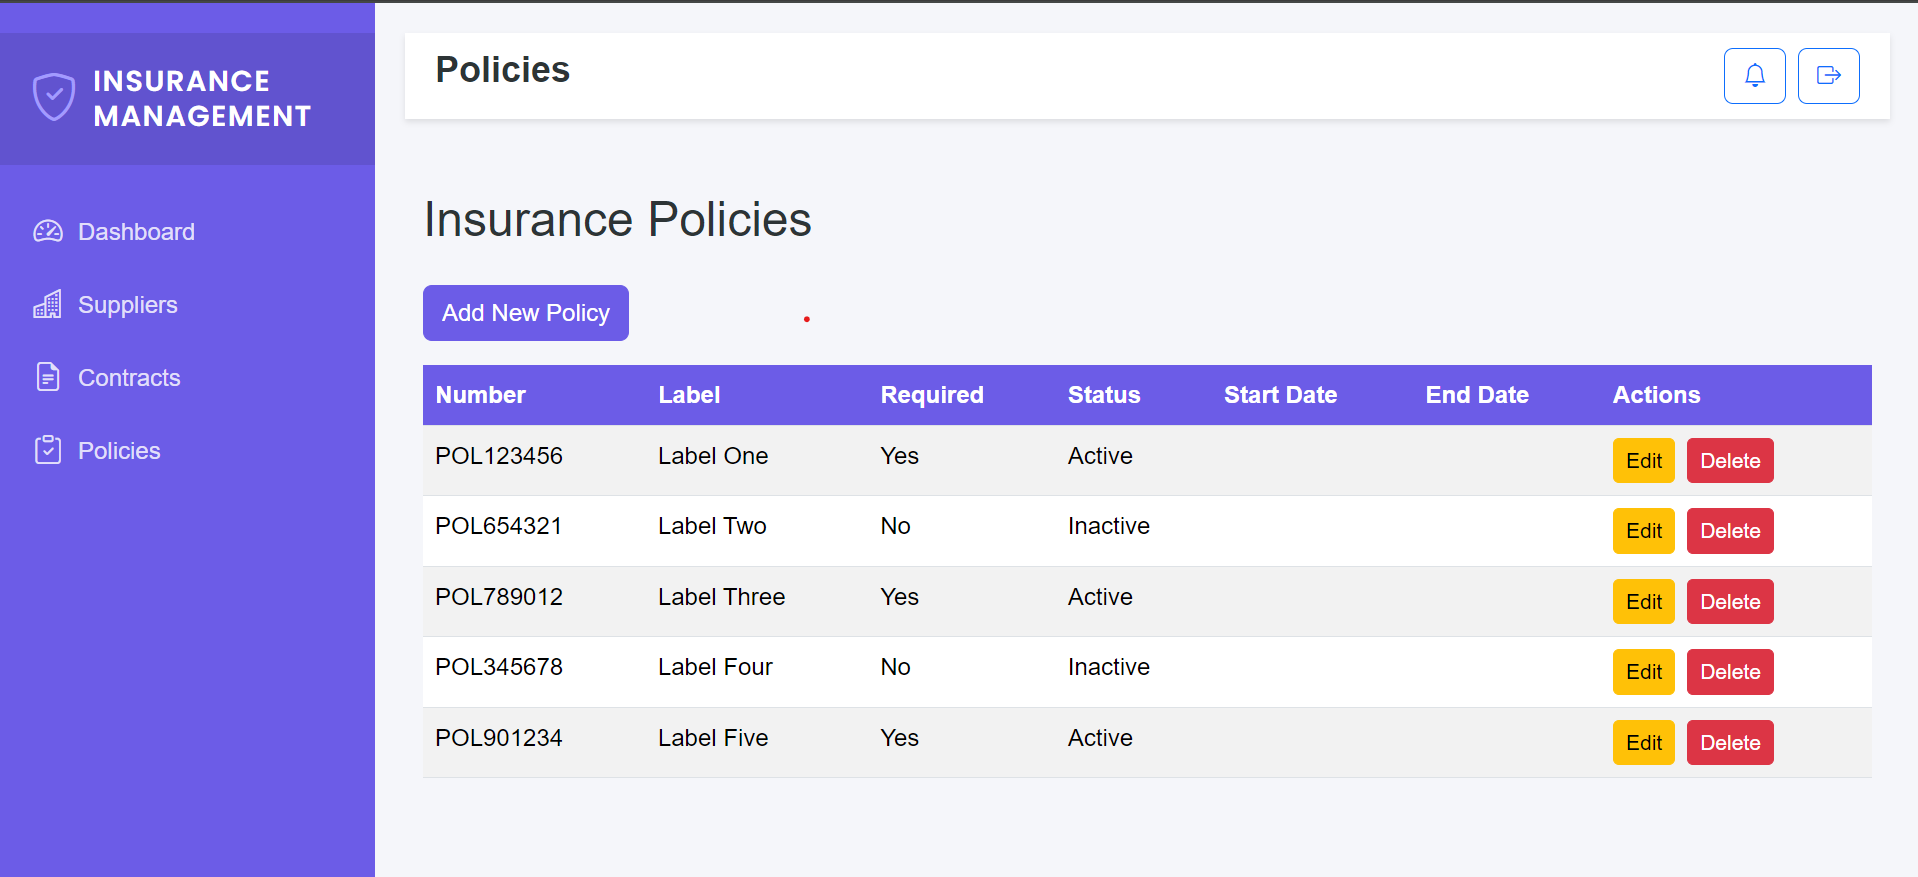 INSURANCE
MANAGEMENT
Dashboard
Suppliers
Contracts
Policies
Policies
Insurance Policies
Add New Policy
Number Label Required Status Start Date End Date Actions
POL123456 Label One Yes Active Edit Delete
POL654321 Label Two No Inactive Edit Delete
POL789012 Label Three Yes Active Edit Delete
POL345678 Label Four No Inactive Edit Delete
POL901234 Label Five Yes Active Edit Delete